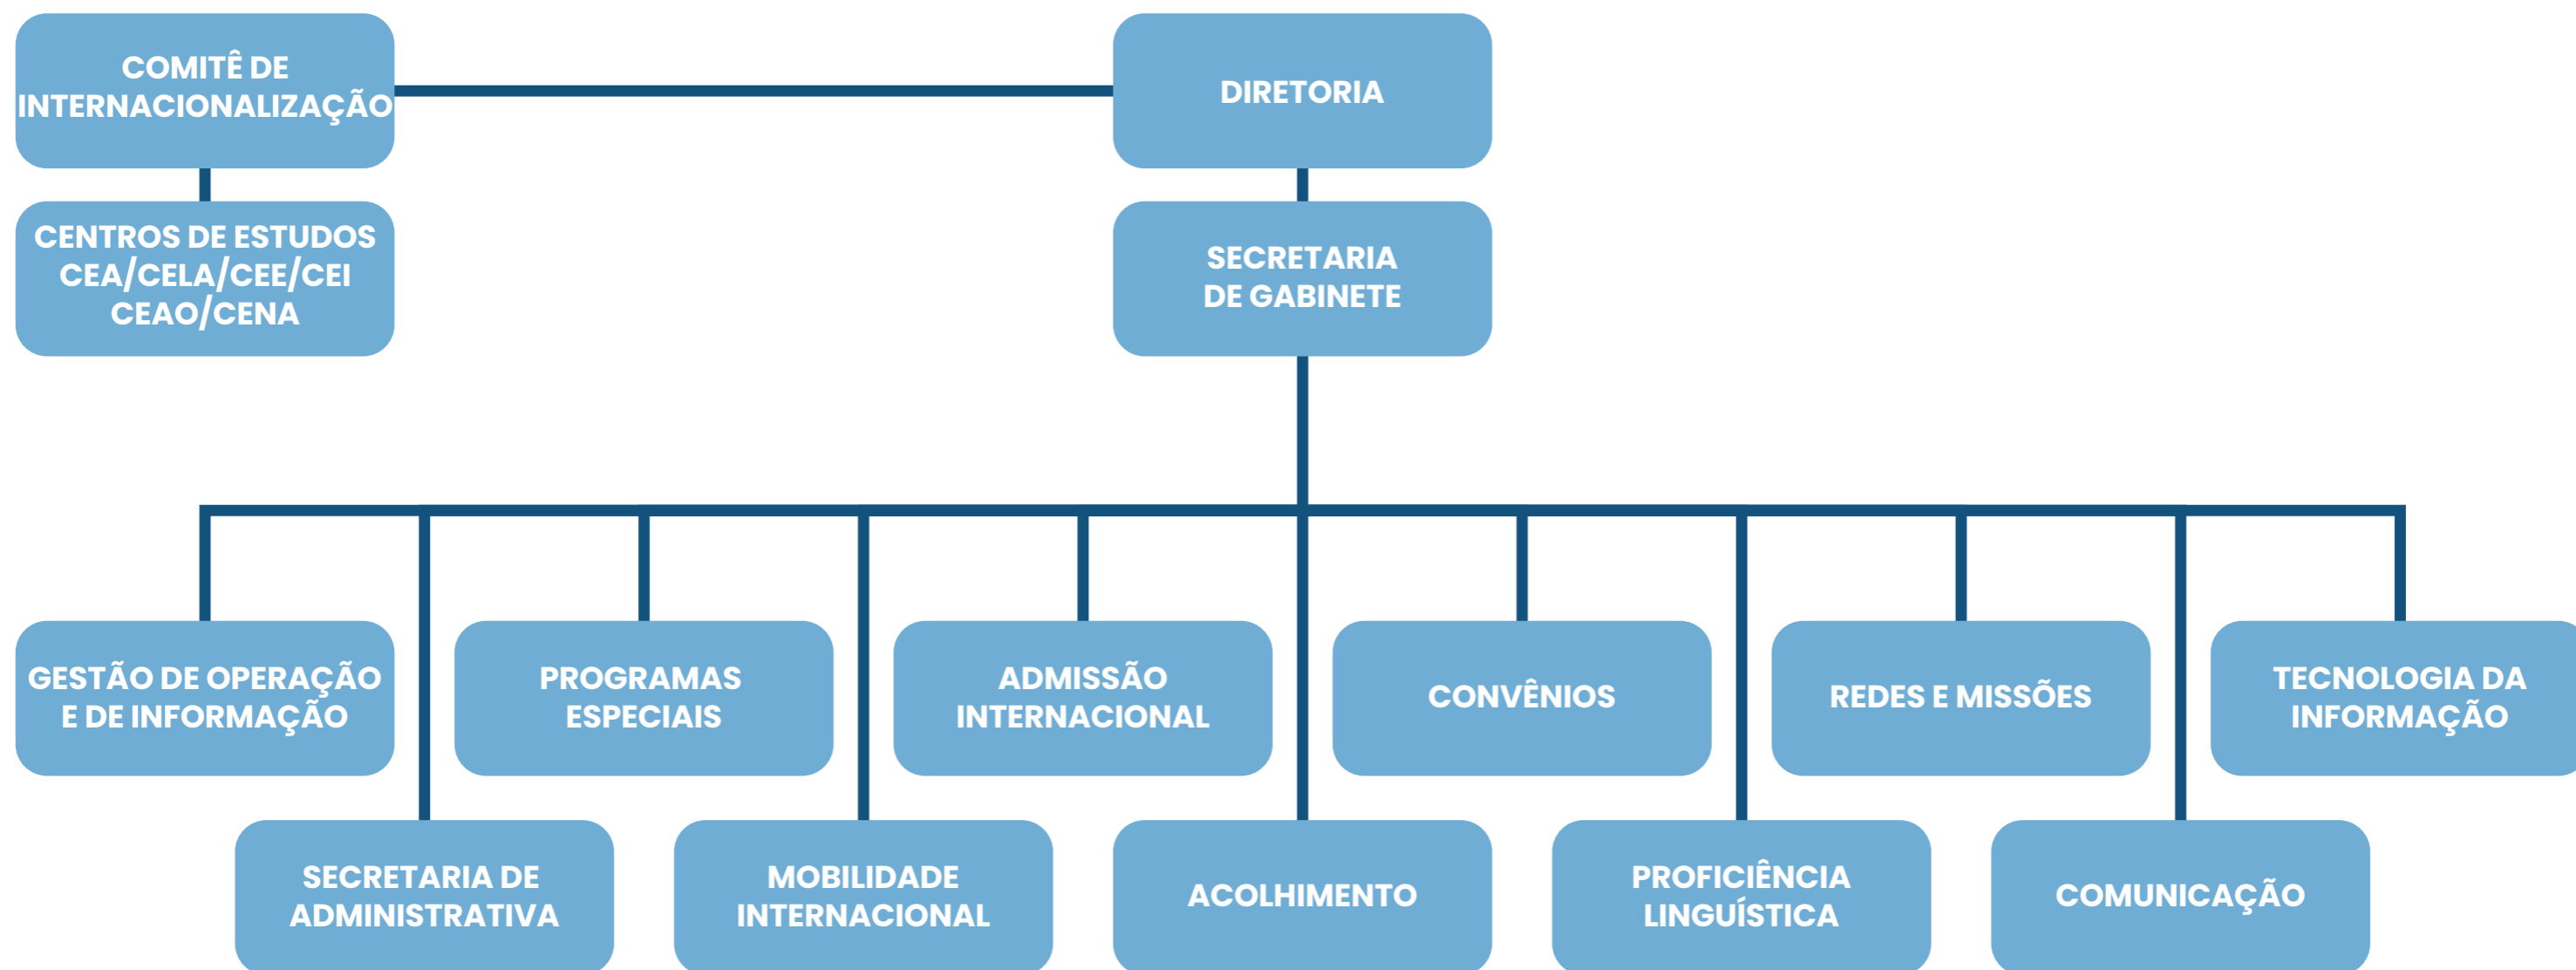 COMITÊ DE
INTERNACIONALIZAÇÃO
DIRETORIA
CENTROS DE ESTUDOS
CEA/CELA/CEE/CEI
CEAO/CENA
SECRETARIA
DE GABINETE
GESTÃO DE OPERAÇÃO
E DE INFORMAÇÃO
PROGRAMAS
ESPECIAIS
ADMISSÃO
INTERNACIONAL
CONVÊNIOS
REDES E MISSÕES
TECNOLOGIA DA
INFORMAÇÃO
SECRETARIA DE
ADMINISTRATIVA
MOBILIDADE
INTERNACIONAL
ACOLHIMENTO
PROFICIÊNCIA
LINGUÍSTICA
COMUNICAÇÃO